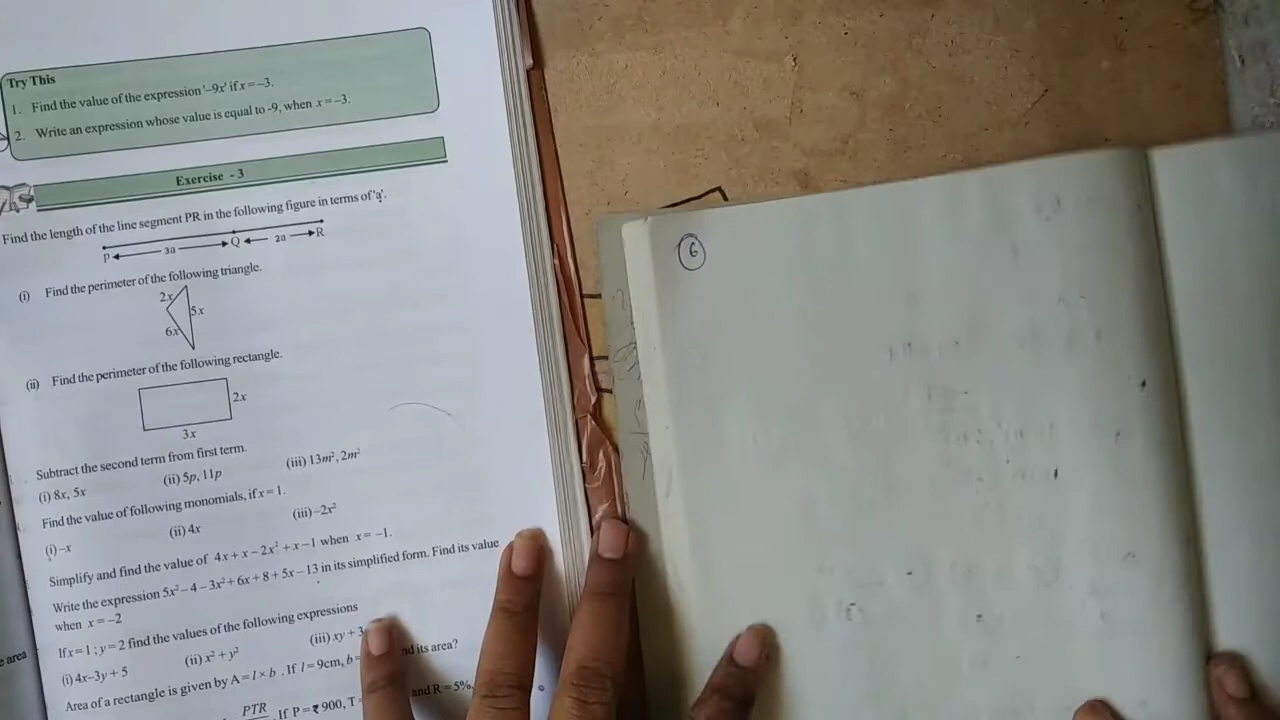 Try This
1. Find the value of the expression '–9x' if x = –3.
2. Write an expression whose value is equal to -9, when x = –3.
Exercise - 3
Find the length of the line segment PR in the following figure in terms of 'a'.
P 3a Q 2a R
(i) Find the perimeter of the following triangle.
2x
5x
6x
(ii) Find the perimeter of the following rectangle.
2x
3x
Subtract the second term from first term.
(i) 8x, 5x (ii) 5p, 11p (iii) 13m², 2m²
Find the value of following monomials, if x = 1.
(i) –x (ii) 4x (iii) –2x²
Simplify and find the value of 4x + x – 2x² + x – 1 when x = –1.
Write the expression 5x² – 4 – 3x² + 6x + 8 + 5x – 13 in its simplified form. Find its value
when x = –2
If x = 1 ; y = 2 find the values of the following expressions
(i) 4x–3y + 5 (ii) x² + y² (iii) xy + 3
Area of a rectangle is given by A = l × b . If l = 9cm, b= nd its area?
PTR . If P = ₹ 900, T = and R = 5%,
e area
6